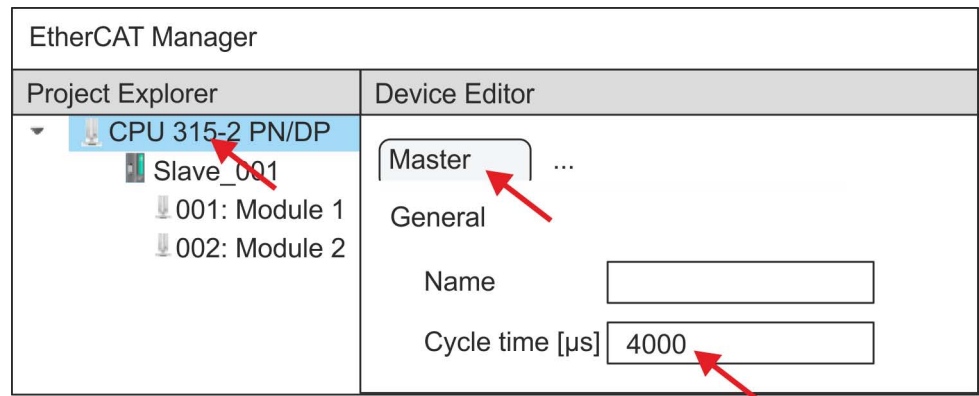 EtherCAT Manager
Project Explorer
CPU 315-2 PN/DP
Slave_001
001: Module 1
002: Module 2
Device Editor
Master ...
General
Name
Cycle time [µs] 4000